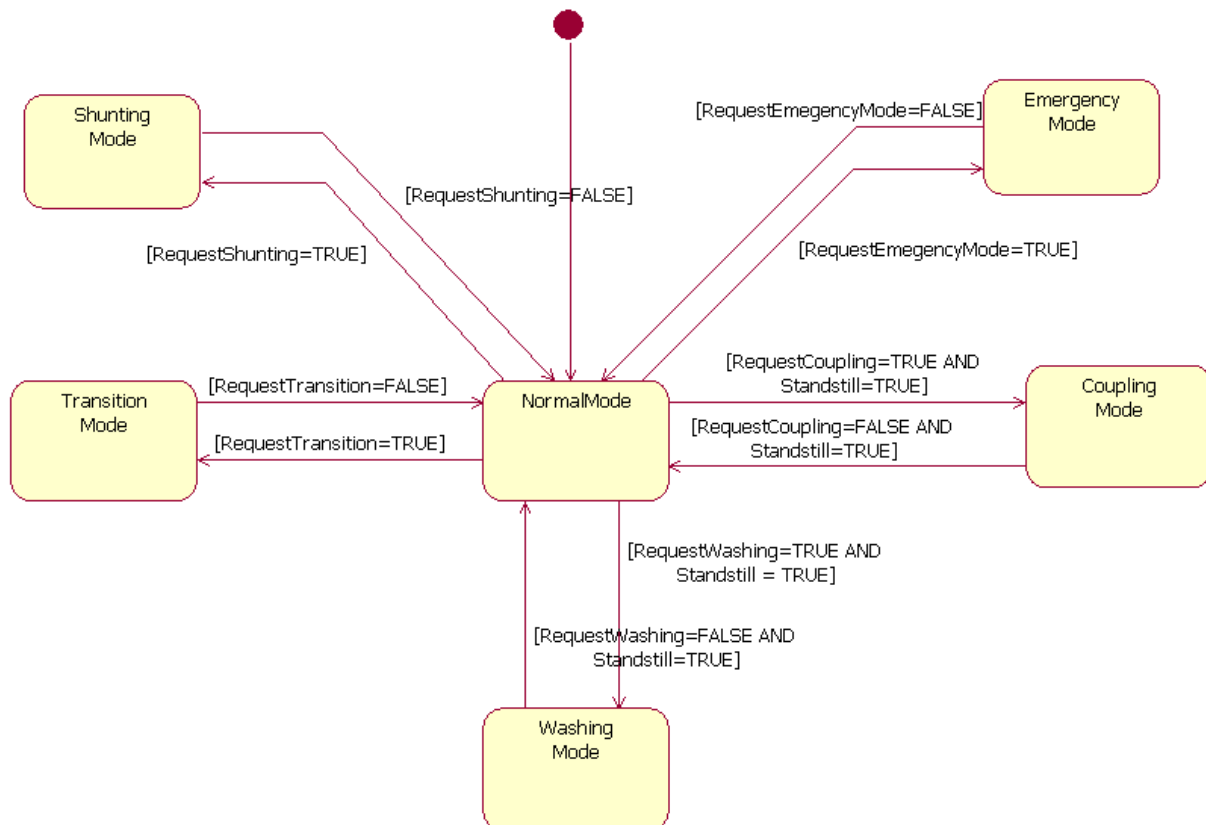 Shunting
Mode
Emergency
Mode
[RequestEmegencyMode=FALSE]
[RequestShunting=FALSE]
[RequestShunting=TRUE]
[RequestEmegencyMode=TRUE]
[RequestCoupling=TRUE AND
Standstill=TRUE]
Transition
Mode
[RequestTransition=FALSE]
NormalMode
Coupling
Mode
[RequestTransition=TRUE]
[RequestCoupling=FALSE AND
Standstill=TRUE]
[RequestWashing=TRUE AND
Standstill = TRUE]
[RequestWashing=FALSE AND
Standstill=TRUE]
Washing
Mode